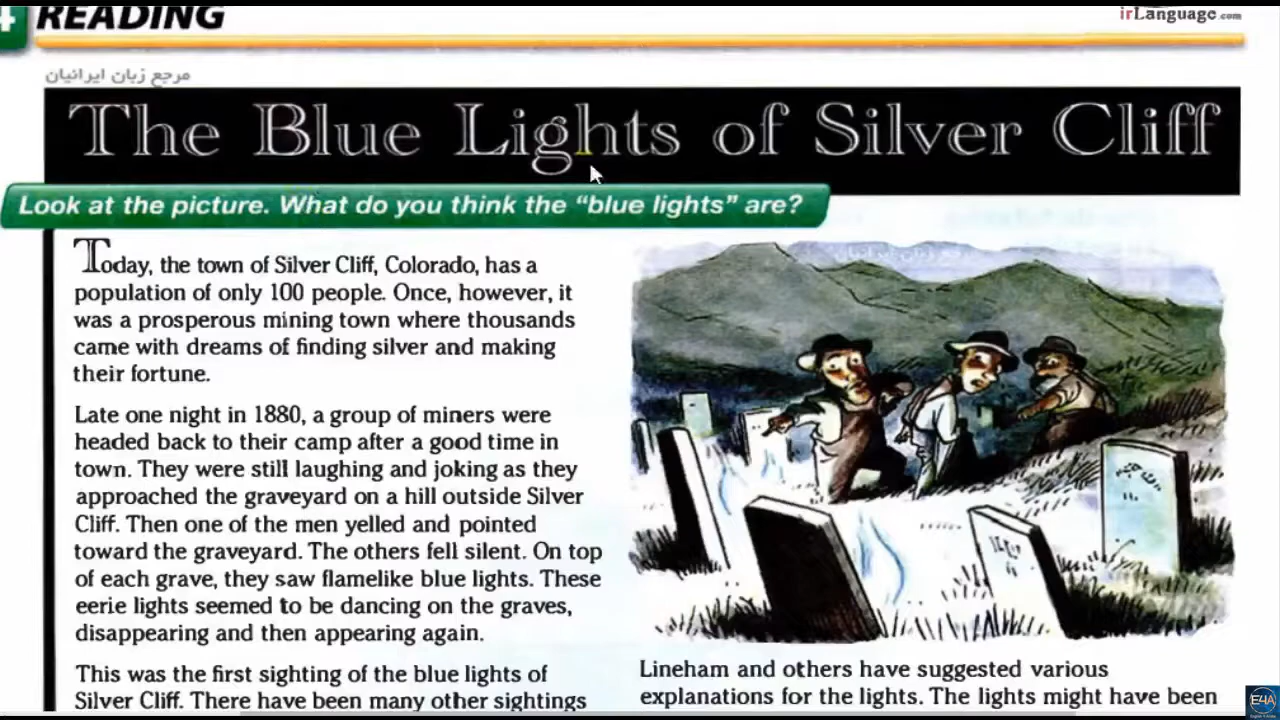 4 READING
irLanguage.com
مرجع زبان ایرانیان
The Blue Lights of Silver Cliff
Look at the picture. What do you think the “blue lights” are?
Today, the town of Silver Cliff, Colorado, has a
population of only 100 people. Once, however, it
was a prosperous mining town where thousands
came with dreams of finding silver and making
their fortune.
Late one night in 1880, a group of miners were
headed back to their camp after a good time in
town. They were still laughing and joking as they
approached the graveyard on a hill outside Silver
Cliff. Then one of the men yelled and pointed
toward the graveyard. The others fell silent. On top
of each grave, they saw flamelike blue lights. These
eerie lights seemed to be dancing on the graves,
disappearing and then appearing again.
This was the first sighting of the blue lights of
Silver Cliff. There have been many other sightings
Lineham and others have suggested various
explanations for the lights. The lights might have been
E4A